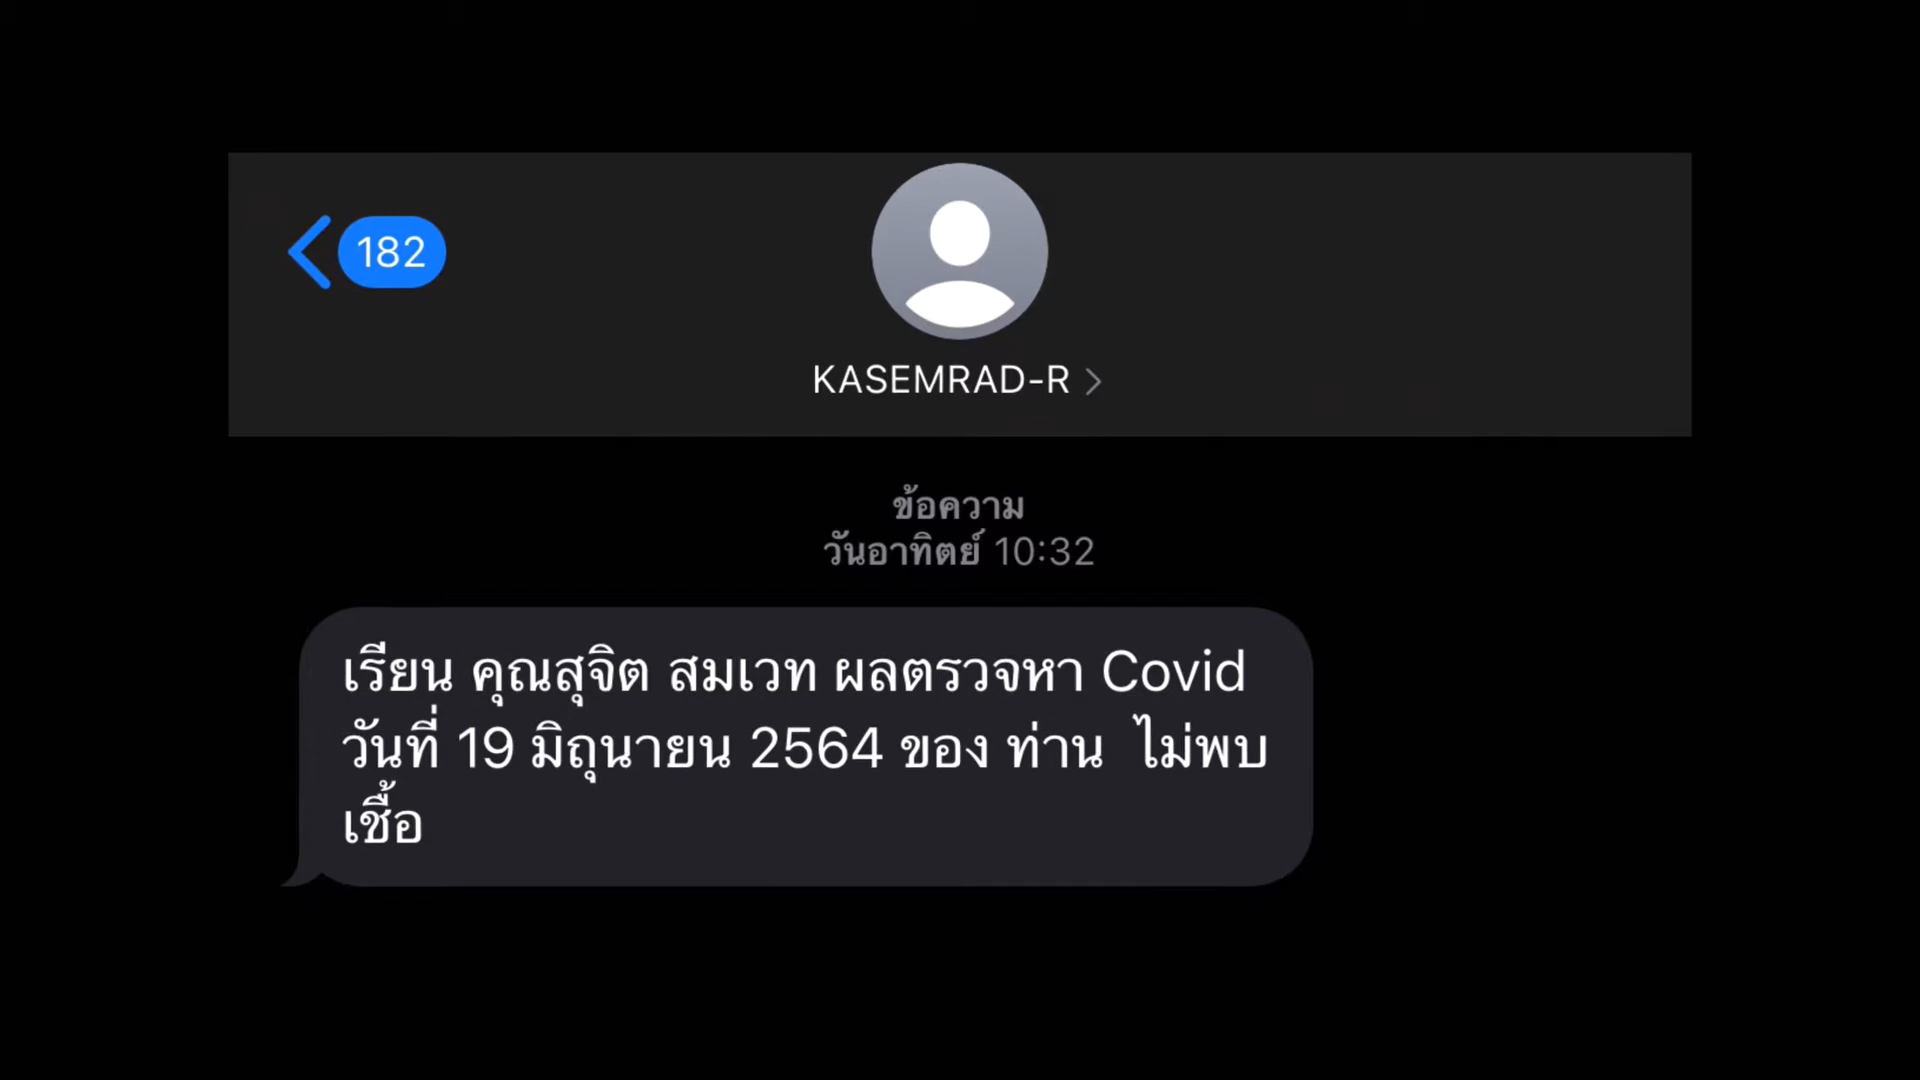 182
KASEMRAD-R
ข้อความ
วันอาทิตย์ 10:32
เรียน คุณสุจิต สมเวท ผลตรวจหา Covid
วันที่ 19 มิถุนายน 2564 ของ ท่าน  ไม่พบ
เชื้อ